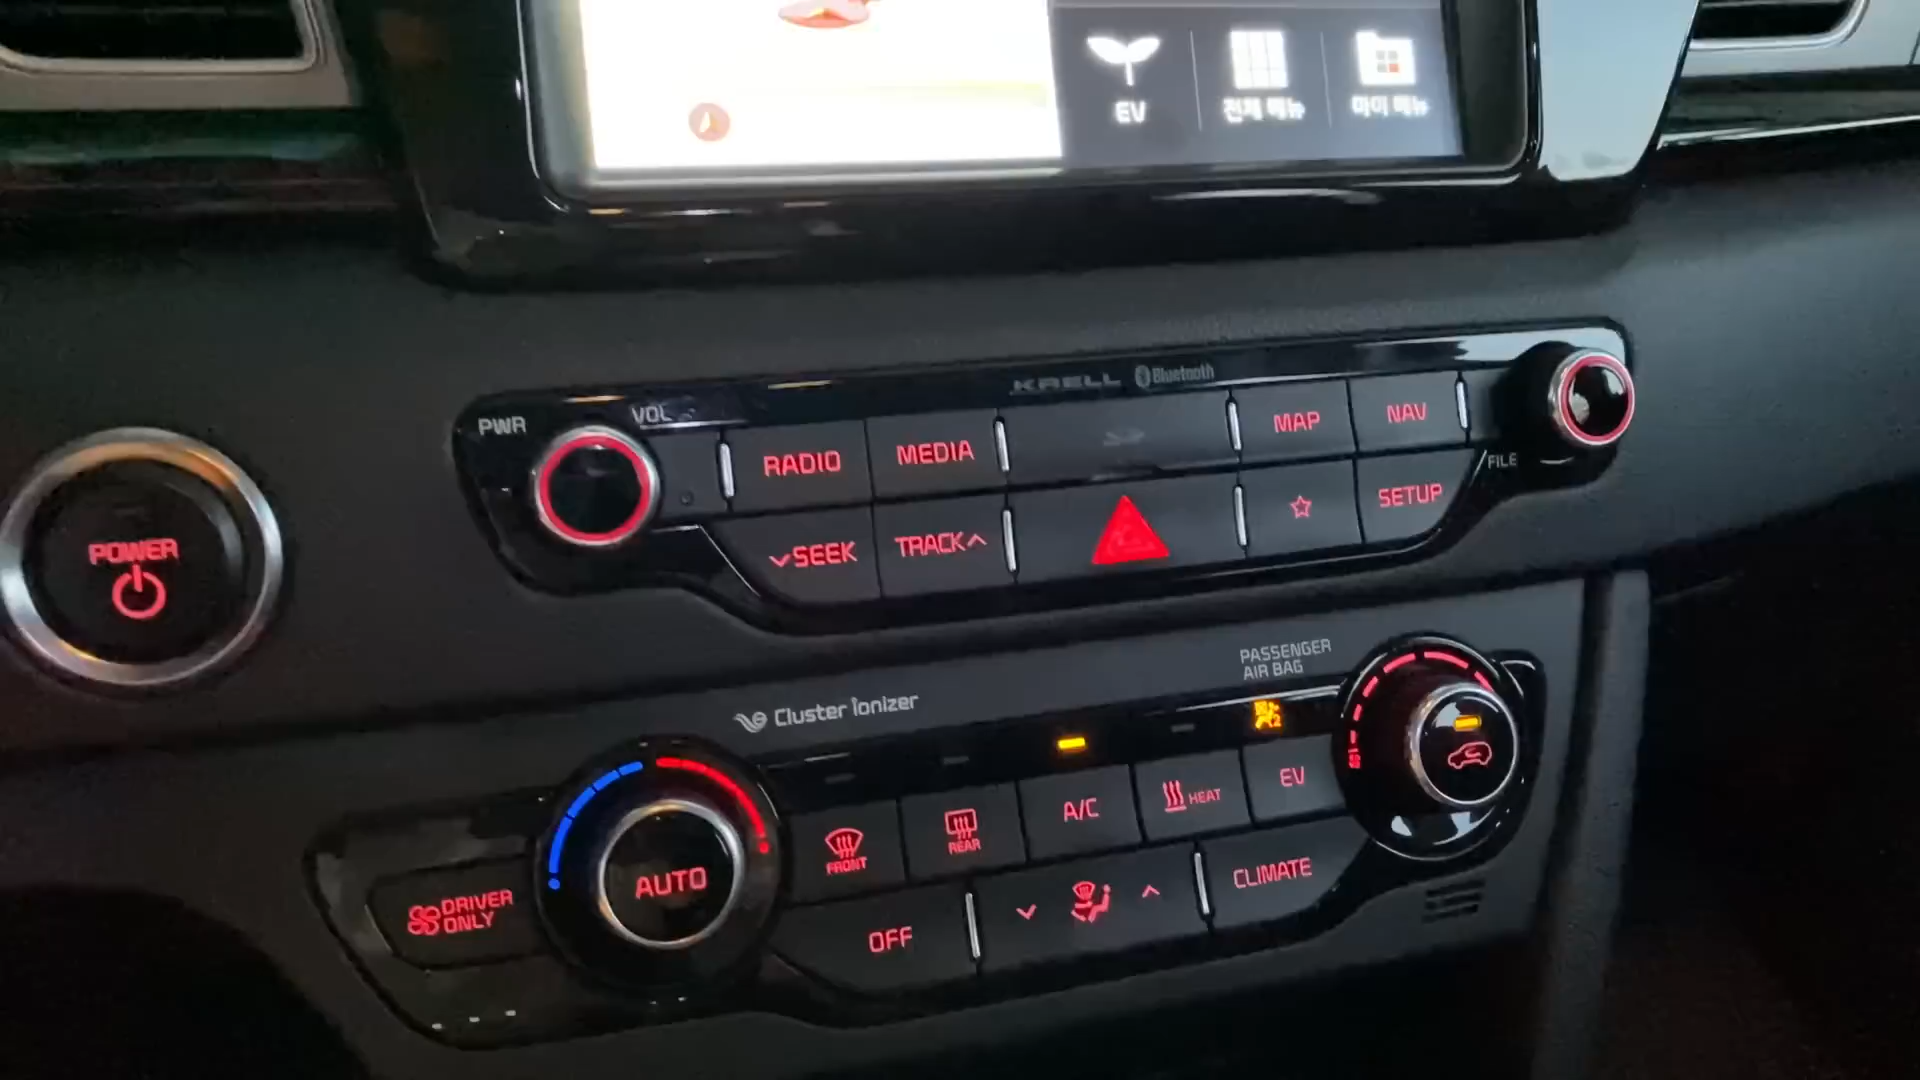 EV
전체 메뉴
마이 메뉴
KRELL
Bluetooth
PWR
VOL
RADIO
MEDIA
MAP
NAV
FILE
SEEK
TRACK
SETUP
POWER
PASSENGER
AIR BAG
Cluster ionizer
FRONT
REAR
A/C
HEAT
EV
DRIVER
ONLY
AUTO
OFF
CLIMATE